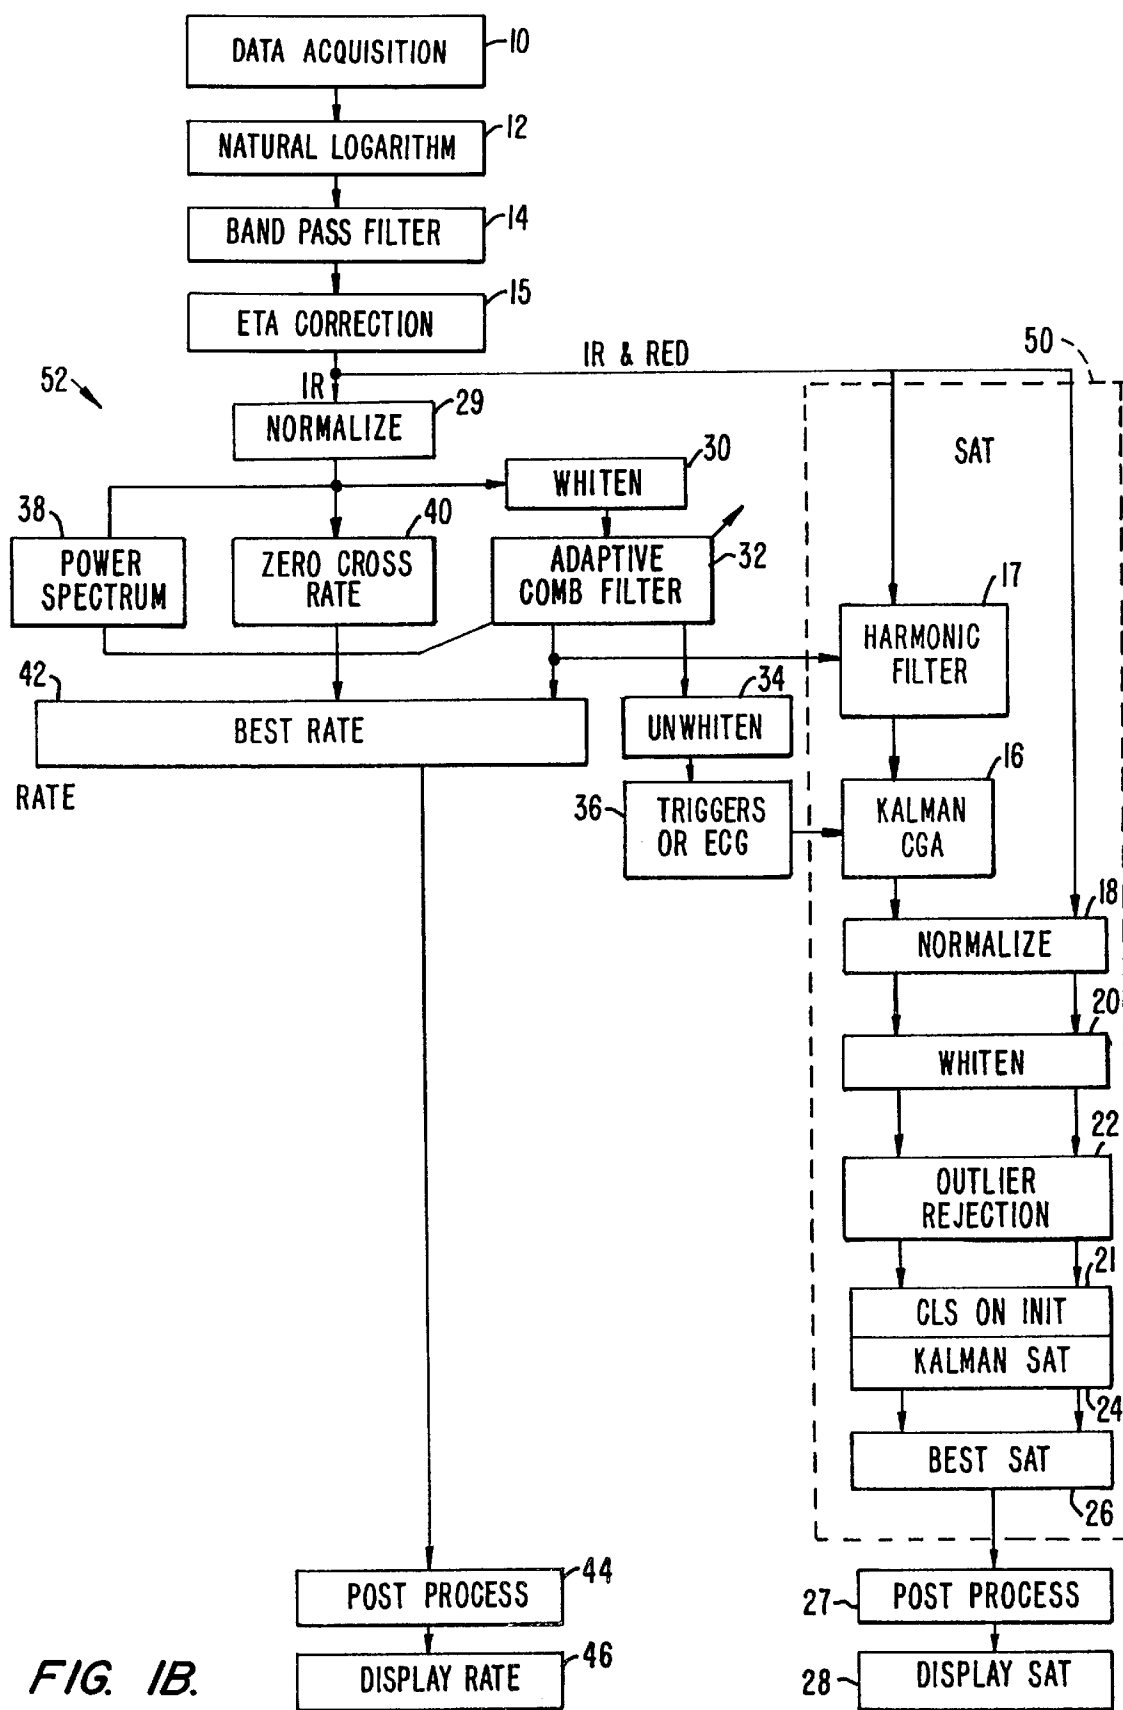 DATA ACQUISITION
10
NATURAL LOGARITHM
12
BAND PASS FILTER
14
ETA CORRECTION
15
IR & RED
50
52
IR
NORMALIZE
29
SAT
WHITEN
30
38
POWER
SPECTRUM
ZERO CROSS
RATE
40
ADAPTIVE
COMB FILTER
32
HARMONIC
FILTER
17
42
BEST RATE
RATE
UNWHITEN
34
36
TRIGGERS
OR ECG
KALMAN
CGA
16
NORMALIZE
18
WHITEN
20
OUTLIER
REJECTION
22
CLS ON INIT
21
KALMAN SAT
24
BEST SAT
26
POST PROCESS
44
27
POST PROCESS
DISPLAY RATE
46
28
DISPLAY SAT
FIG. 1B.